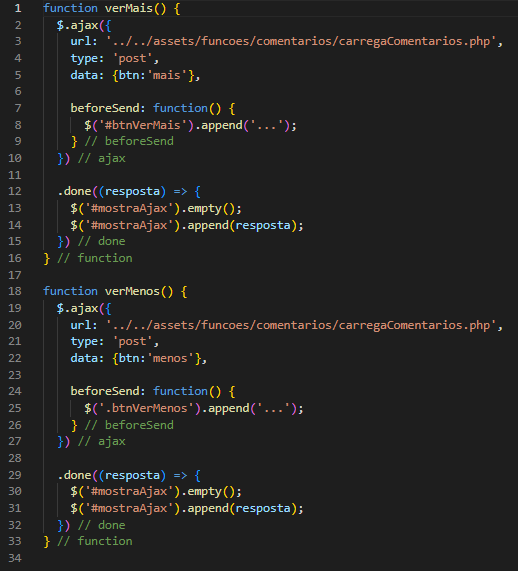 1 function verMais() {
2 $.ajax({
3 url: '../../assets/funcoes/comentarios/carregaComentarios.php',
4 type: 'post',
5 data: {btn:'mais'},
6
7 beforeSend: function() {
8 $('#btnVerMais').append('...');
9 } // beforeSend
10 }) // ajax
11
12 .done((resposta) => {
13 $('#mostraAjax').empty();
14 $('#mostraAjax').append(resposta);
15 }) // done
16 } // function
17
18 function verMenos() {
19 $.ajax({
20 url: '../../assets/funcoes/comentarios/carregaComentarios.php',
21 type: 'post',
22 data: {btn:'menos'},
23
24 beforeSend: function() {
25 $('.btnVerMenos').append('...');
26 } // beforeSend
27 }) // ajax
28
29 .done((resposta) => {
30 $('#mostraAjax').empty();
31 $('#mostraAjax').append(resposta);
32 }) // done
33 } // function
34